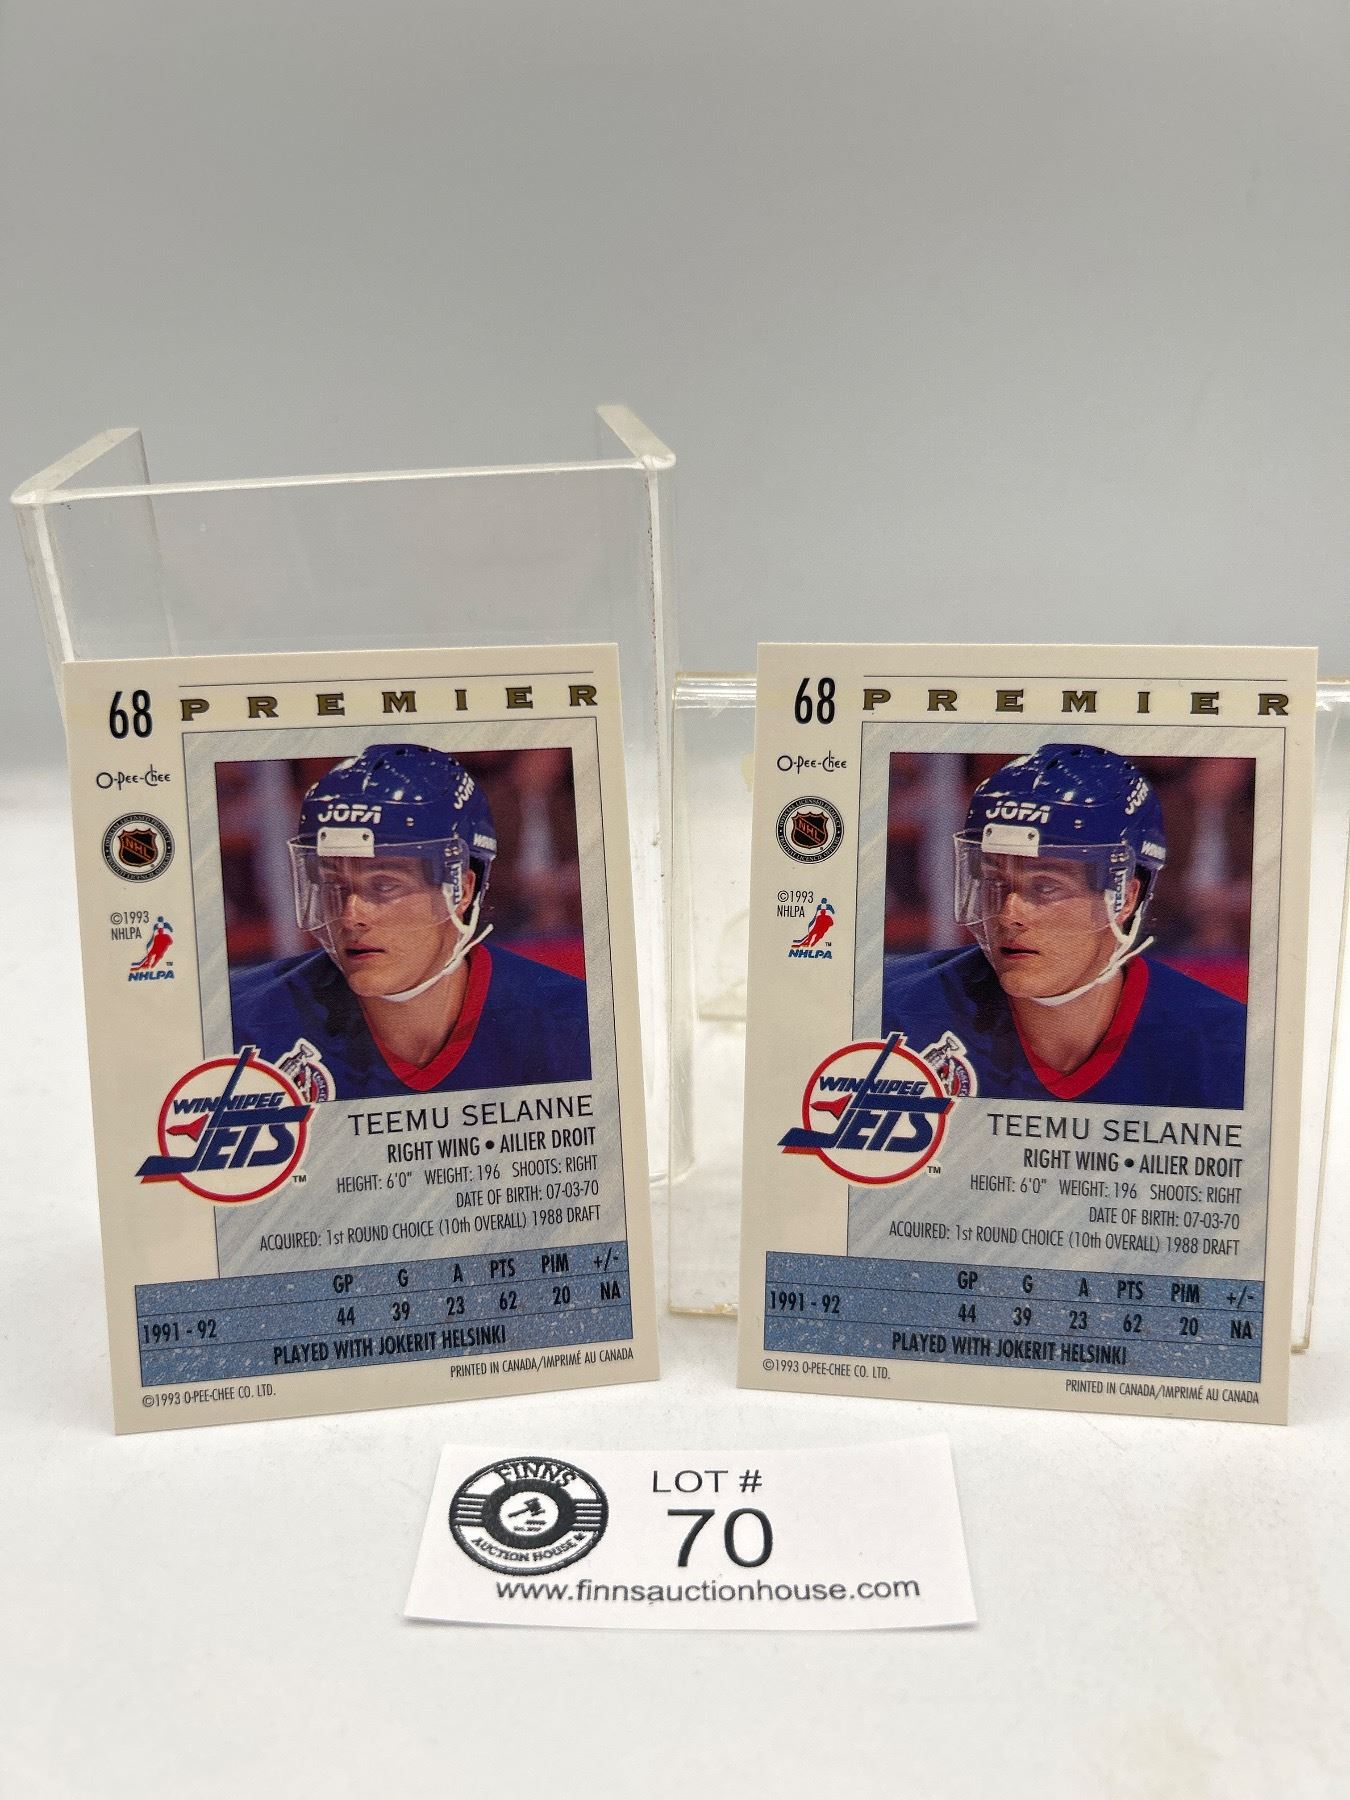 68 PREMIER
O-Pee-Chee
NHL
©1993
NHLPA
NHLPA
JOFA
WINNIPEG
JETS
TM
TEEMU SELANNE
RIGHT WING • AILIER DROIT
HEIGHT: 6'0" WEIGHT: 196 SHOOTS: RIGHT
DATE OF BIRTH: 07-03-70
ACQUIRED: 1st ROUND CHOICE (10th OVERALL) 1988 DRAFT
GP G A PTS PIM +/-
1991 - 92 44 39 23 62 20 NA
PLAYED WITH JOKERIT HELSINKI
©1993 O-PEE-CHEE CO. LTD.
PRINTED IN CANADA/IMPRIMÉ AU CANADA
68 PREMIER
O-Pee-Chee
NHL
©1993
NHLPA
NHLPA
JOFA
WINNIPEG
JETS
TM
TEEMU SELANNE
RIGHT WING • AILIER DROIT
HEIGHT: 6'0" WEIGHT: 196 SHOOTS: RIGHT
DATE OF BIRTH: 07-03-70
ACQUIRED: 1st ROUND CHOICE (10th OVERALL) 1988 DRAFT
GP G A PTS PIM +/-
1991 - 92 44 39 23 62 20 NA
PLAYED WITH JOKERIT HELSINKI
©1993 O-PEE-CHEE CO. LTD.
PRINTED IN CANADA/IMPRIMÉ AU CANADA
FINNS
AUCTION HOUSE
LOT #
70
www.finnsauctionhouse.com